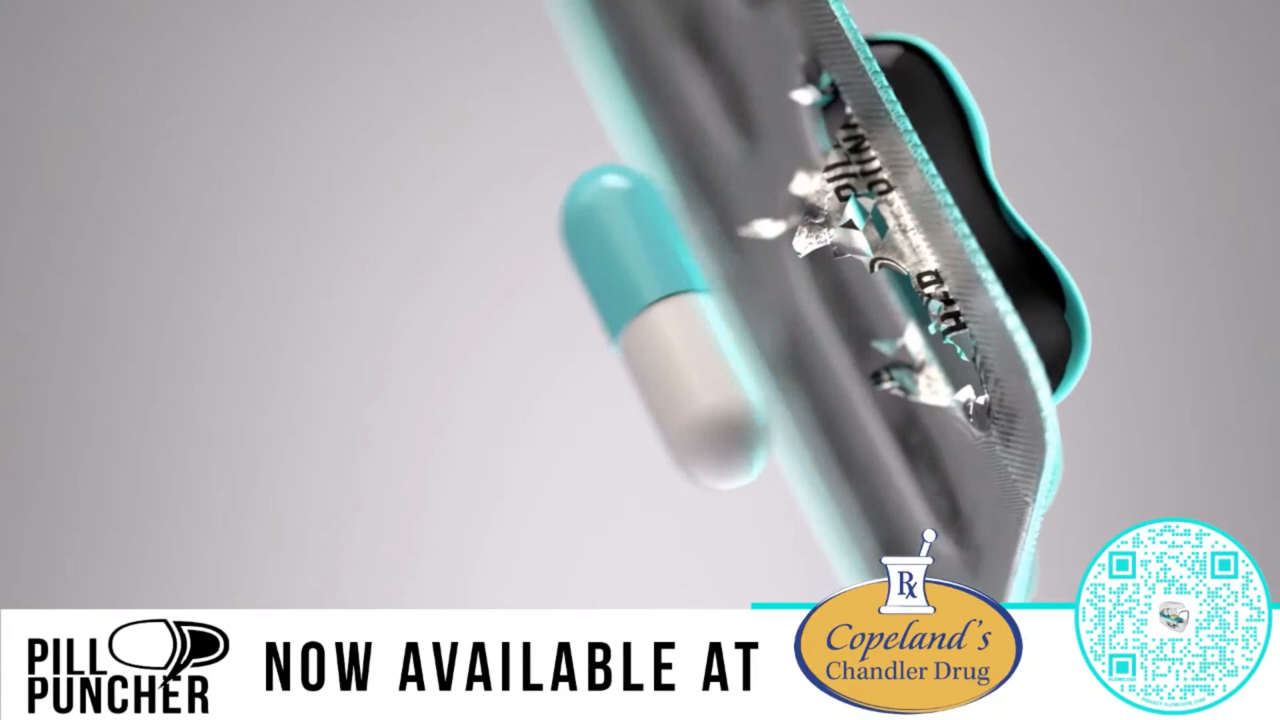 PILL
PUNCHER
NOW AVAILABLE AT
Rx
Copeland's
Chandler Drug